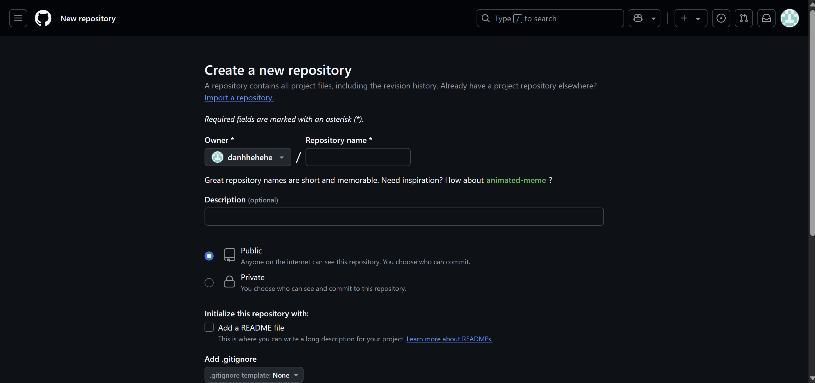 New repository
Type / to search
Create a new repository
A repository contains all project files, including the revision history. Already have a project repository elsewhere?
Import a repository.
Required fields are marked with an asterisk (*).
Owner * Repository name *
danhhehehe /
Great repository names are short and memorable. Need inspiration? How about animated-meme ?
Description (optional)
Public
Anyone on the internet can see this repository. You choose who can commit.
Private
You choose who can see and commit to this repository.
Initialize this repository with:
Add a README file
This is where you can write a long description for your project. Learn more about READMEs.
Add .gitignore
.gitignore template: None